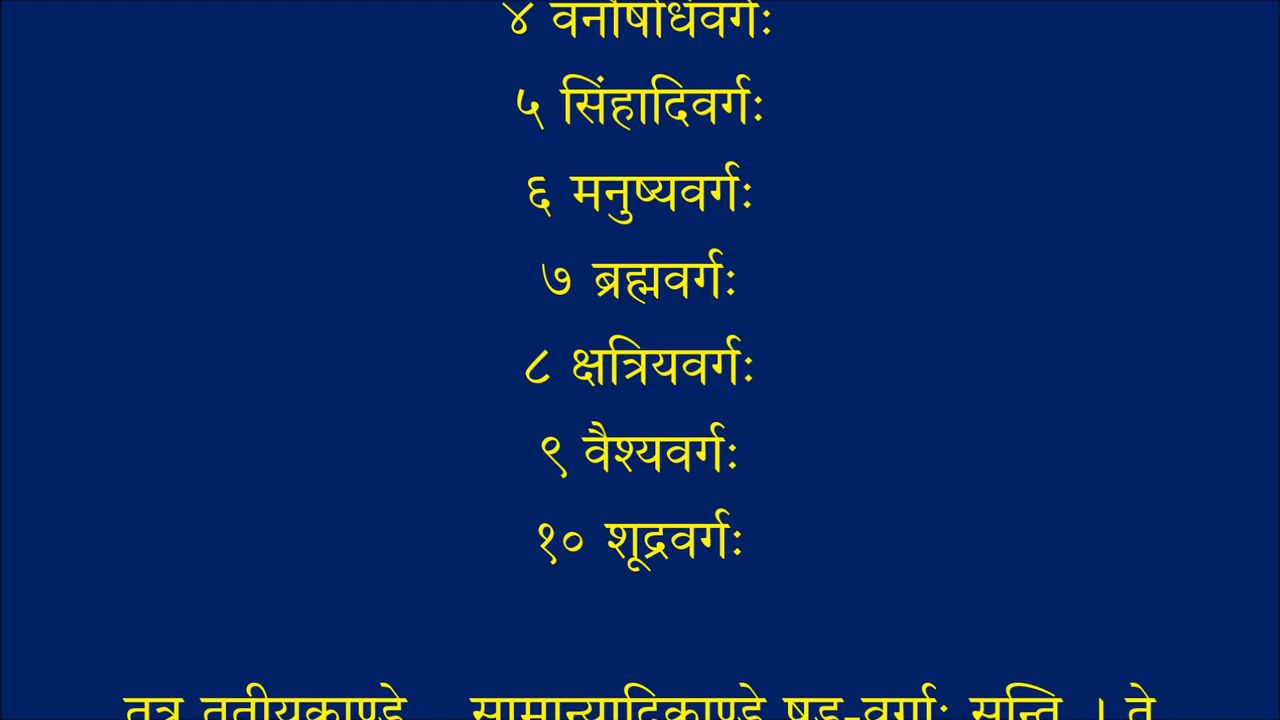 ४ वनौषधिवर्गः
५ सिंहादिवर्गः
६ मनुष्यवर्गः
७ ब्रह्मवर्गः
८ क्षत्रियवर्गः
९ वैश्यवर्गः
१० शूद्रवर्गः
तत्र तृतीयकाण्डे सामान्यादिकाण्डे षड्-वर्गाः सन्ति । ते